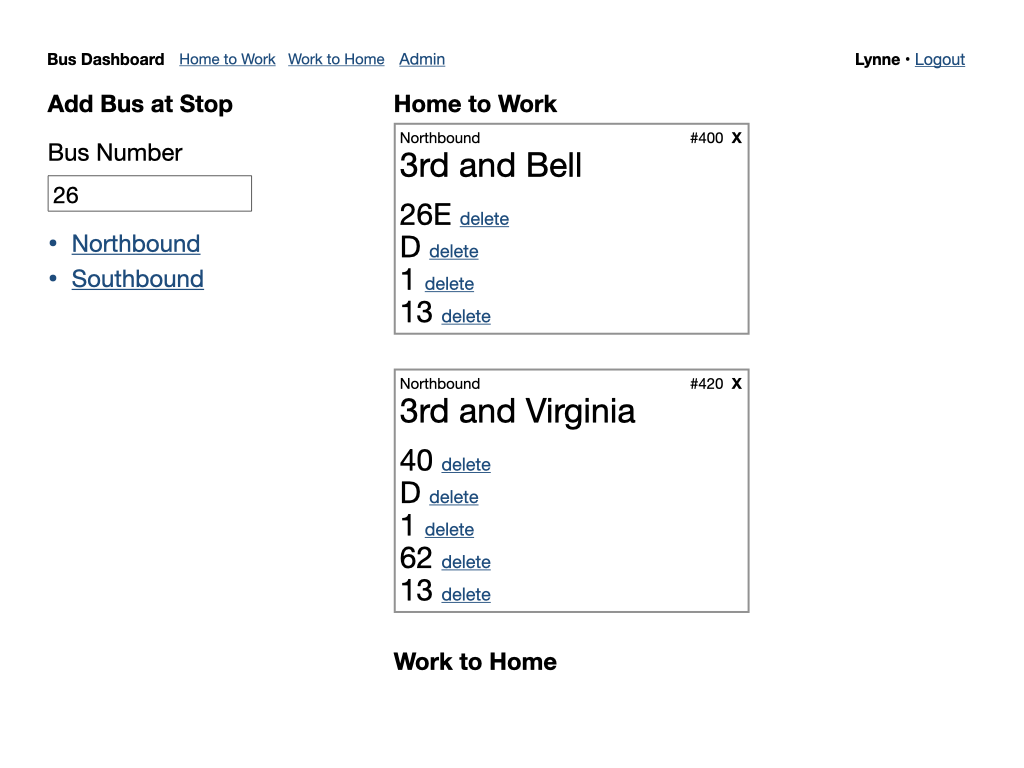 Bus Dashboard Home to Work Work to Home Admin Lynne • Logout
Add Bus at Stop
Bus Number
26
• Northbound
• Southbound
Home to Work
Northbound #400 X
3rd and Bell
26E delete
D delete
1 delete
13 delete
Northbound #420 X
3rd and Virginia
40 delete
D delete
1 delete
62 delete
13 delete
Work to Home